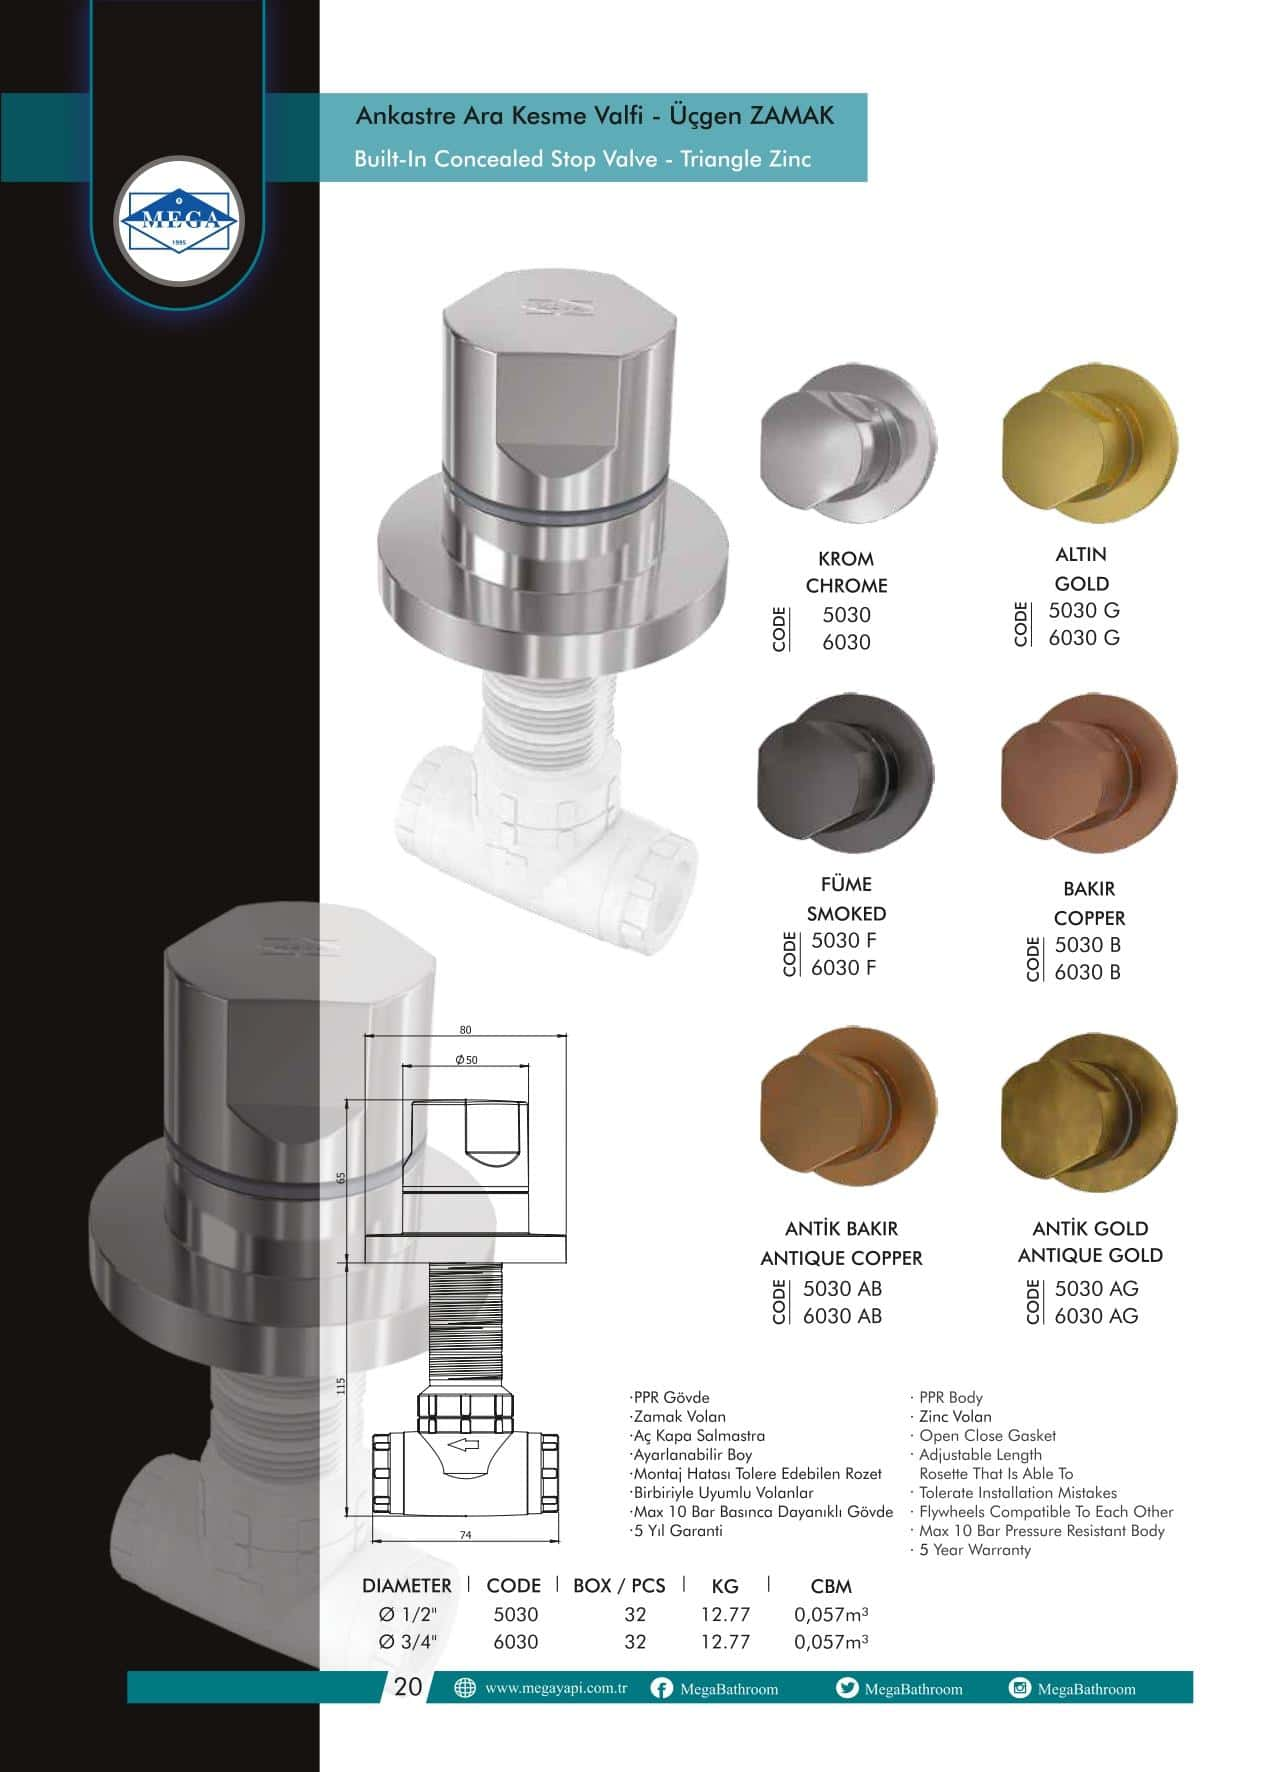 Ankastre Ara Kesme Valfi - Üçgen ZAMAK
Built-In Concealed Stop Valve - Triangle Zinc
MEGA
1995
KROM
CHROME
CODE
5030
6030
ALTIN
GOLD
CODE
5030 G
6030 G
FÜME
SMOKED
CODE
5030 F
6030 F
BAKIR
COPPER
CODE
5030 B
6030 B
ANTİK BAKIR
ANTIQUE COPPER
CODE
5030 AB
6030 AB
ANTİK GOLD
ANTIQUE GOLD
CODE
5030 AG
6030 AG
80
Ø50
65
115
74
·PPR Gövde
·Zamak Volan
·Aç Kapa Salmastra
·Ayarlanabilir Boy
·Montaj Hatası Tolere Edebilen Rozet
·Birbiriyle Uyumlu Volanlar
·Max 10 Bar Basınca Dayanıklı Gövde
·5 Yıl Garanti
· PPR Body
· Zinc Volan
· Open Close Gasket
· Adjustable Length
Rosette That Is Able To
· Tolerate Installation Mistakes
· Flywheels Compatible To Each Other
· Max 10 Bar Pressure Resistant Body
· 5 Year Warranty
DIAMETER | CODE | BOX / PCS | KG | CBM
Ø 1/2" 5030 32 12.77 0,057m³
Ø 3/4" 6030 32 12.77 0,057m³
20 www.megayapi.com.tr MegaBathroom MegaBathroom MegaBathroom